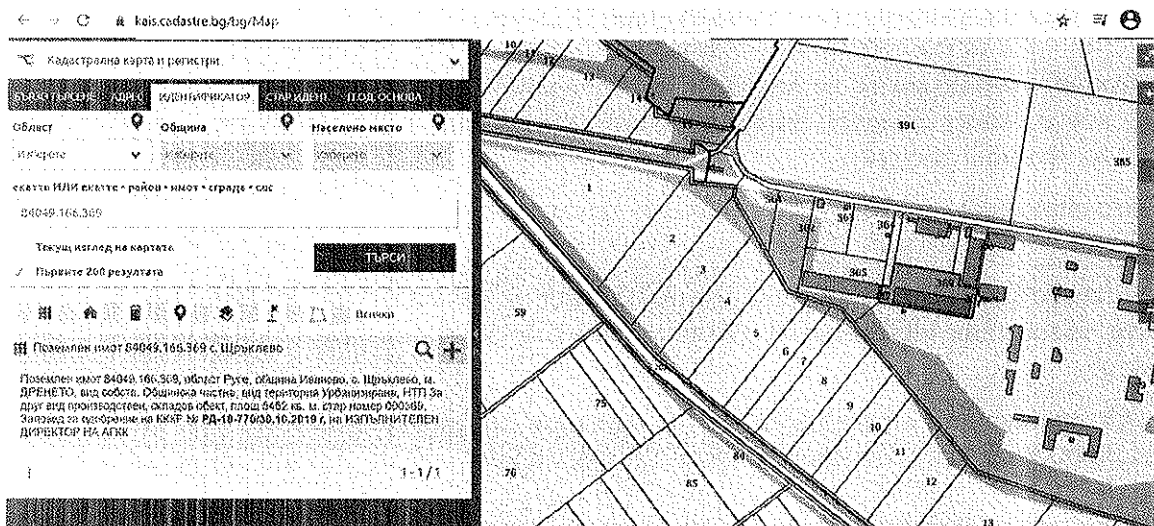 kais.cadastre.bg/bg/Map
Кадастрална карта и регистри
АДРЕС ИДЕНТИФИКАТОР СТАР ИДЕНТ. ГЕОД. ОСНОВА
Област Община Населено място
Изберете Изберете Изберете
екатте ИЛИ екатте • район • имот • сграда • сос
84049.166.369
Текущ изглед на картата
Първите 200 резултата
ТЪРСИ
Всички
Поземлен имот 84049.166.369 с. Щръклево
Поземлен имот 84049.166.369, област Русе, община Иваново, с. Щръклево, м.
ДРЕНЕТО, вид собств. Общинска частна, вид територия Урбанизирана, НТП За
друг вид производствен, складов обект, площ 6462 кв. м, стар номер 000369,
Заповед за одобрение на КККР № РД-18-770/30.10.2019 г. на ИЗПЪЛНИТЕЛЕН
ДИРЕКТОР НА АГКК
1-1 / 1
10
13
14
391
385
1
2
3
4
5
6
7
8
9
10
11
12
13
365
59
75
76
84
85